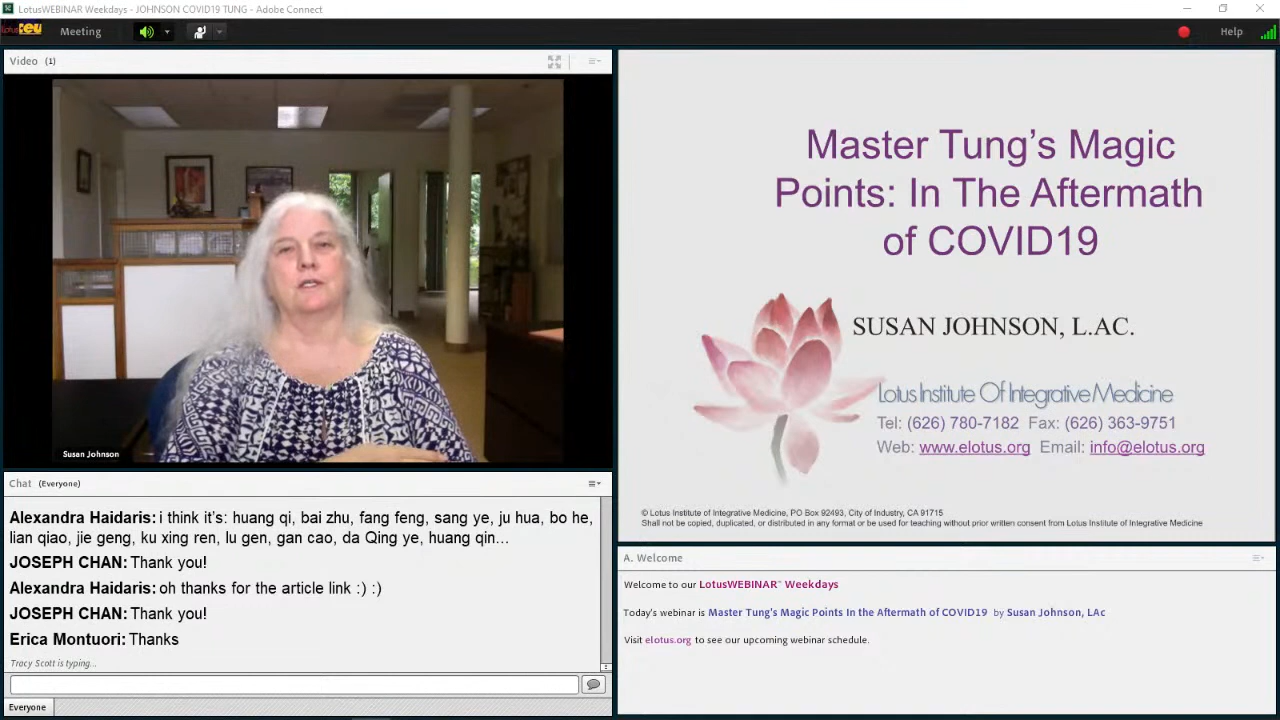 LotusWEBINAR Weekdays - JOHNSON COVID19 TUNG - Adobe Connect
Meeting
Help
Video (1)
Susan Johnson
Master Tung's Magic
Points: In The Aftermath
of COVID19
SUSAN JOHNSON, L.AC.
Lotus Institute Of Integrative Medicine
Tel: (626) 780-7182 Fax: (626) 363-9751
Web: www.elotus.org Email: info@elotus.org
© Lotus Institute of Integrative Medicine, PO Box 92493, City of Industry, CA 91715
Shall not be copied, duplicated, or distributed in any format or be used for teaching without prior written consent from Lotus Institute of Integrative Medicine
Chat (Everyone)
Alexandra Haidaris: i think it's: huang qi, bai zhu, fang feng, sang ye, ju hua, bo he,
lian qiao, jie geng, ku xing ren, lu gen, gan cao, da Qing ye, huang qin...
JOSEPH CHAN: Thank you!
Alexandra Haidaris: oh thanks for the article link :) :)
JOSEPH CHAN: Thank you!
Erica Montuori: Thanks
Tracy Scott is typing...
Everyone
A. Welcome
Welcome to our LotusWEBINAR™ Weekdays
Today's webinar is Master Tung's Magic Points In the Aftermath of COVID19 by Susan Johnson, LAc
Visit elotus.org to see our upcoming webinar schedule.